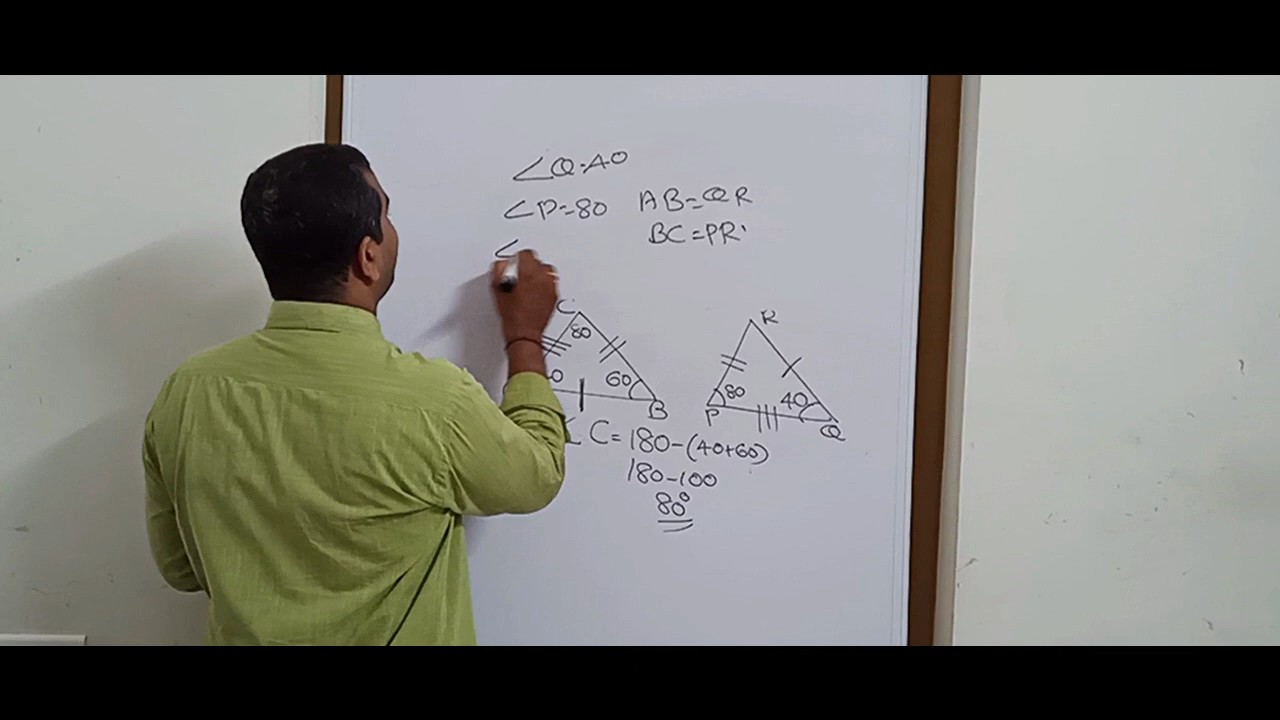 ∠Q=40
∠P=80 AB=QR
BC=PR
∠
C
80
60
B
R
80
40
P
Q
∠C=180-(40+60)
180-100
80°